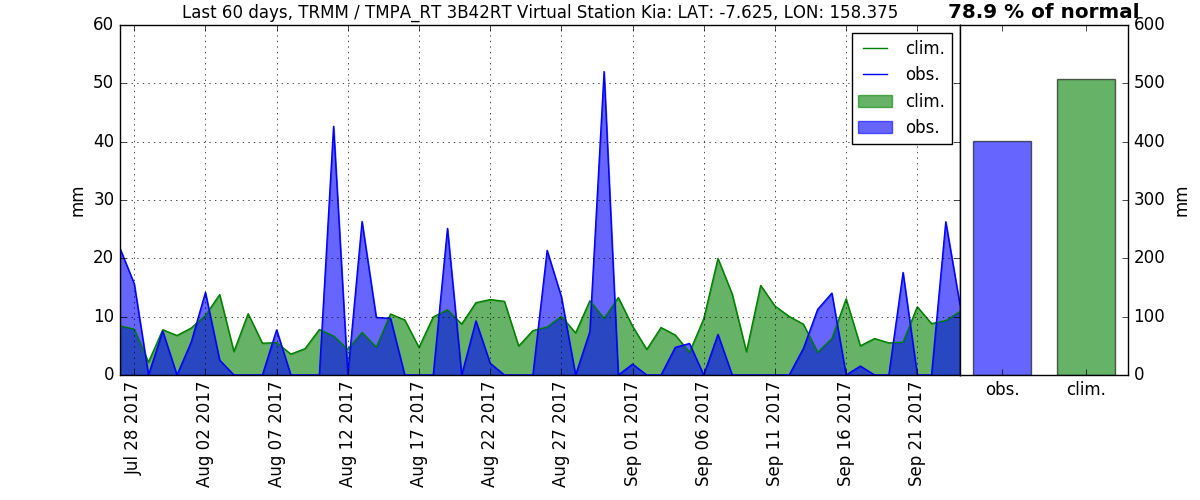 Last 60 days, TRMM / TMPA_RT 3B42RT Virtual Station Kia: LAT: -7.625, LON: 158.375
78.9 % of normal
60
50
40
30
20
10
0
mm
clim.
obs.
clim.
obs.
600
500
400
300
200
100
0
mm
Jul 28 2017
Aug 02 2017
Aug 07 2017
Aug 12 2017
Aug 17 2017
Aug 22 2017
Aug 27 2017
Sep 01 2017
Sep 06 2017
Sep 11 2017
Sep 16 2017
Sep 21 2017
obs.
clim.